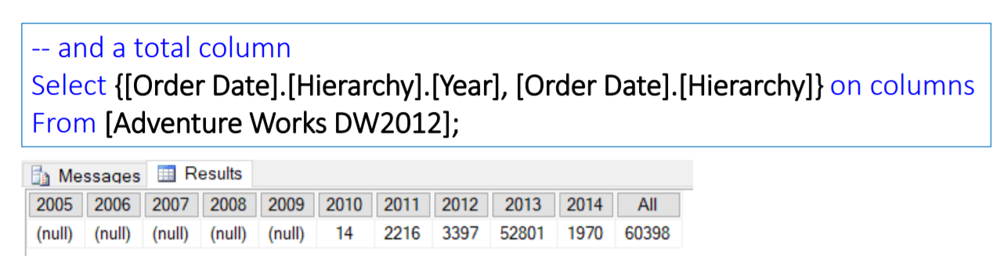 -- and a total column
Select {[Order Date].[Hierarchy].[Year], [Order Date].[Hierarchy]} on columns
From [Adventure Works DW2012];
Messages Results
2005 2006 2007 2008 2009 2010 2011 2012 2013 2014 All
(null) (null) (null) (null) (null) 14 2216 3397 52801 1970 60398